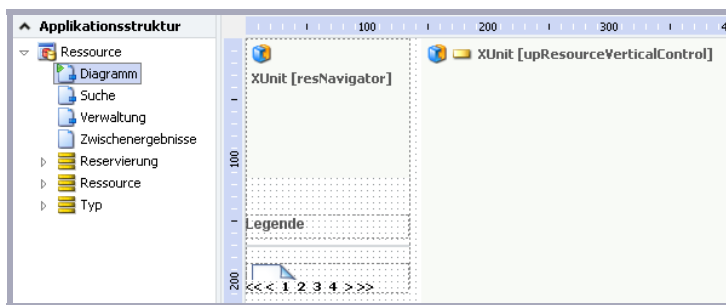 Applikationsstruktur
Ressource
Diagramm
Suche
Verwaltung
Zwischenergebnisse
Reservierung
Ressource
Typ
100 200 300
XUnit [resNavigator]
XUnit [upResourceVerticalControl]
100
Legende
200
<< < 1 2 3 4 > >>